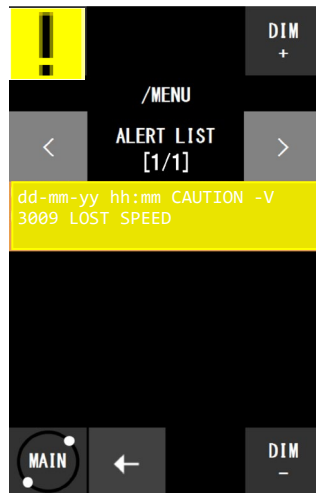 !
DIM
+
/MENU
<
ALERT LIST
[1/1]
>
dd-mm-yy hh:mm CAUTION -V
3009 LOST SPEED
MAIN
←
DIM
-